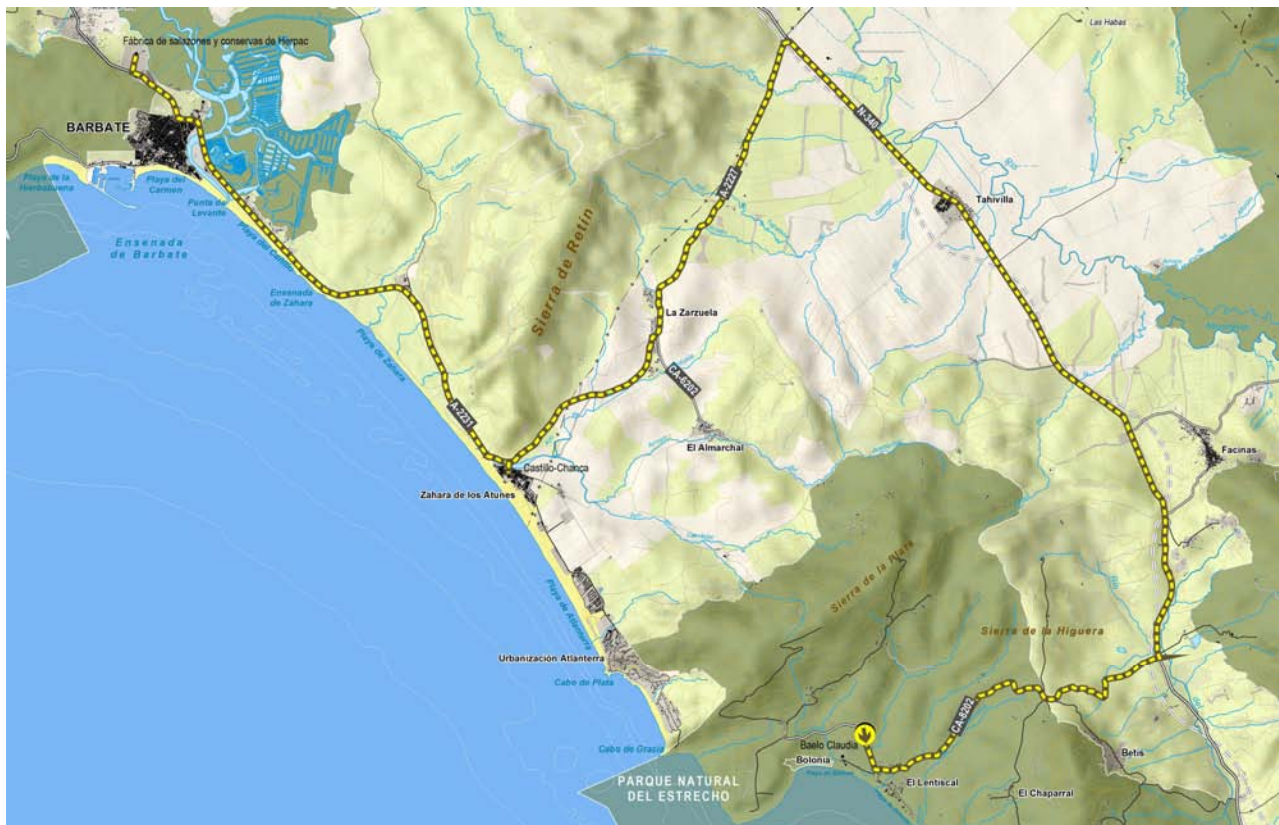 Las Habas
Fábrica de salazones y conservas de Herpac
BARBATE
N-340
Playa de la
Hierbabuena
Playa del
Carmen
A-2227
Punta de
Levante
Tahivilla
Ensenada
de Barbate
Playa del Cañillo
Sierra de Retín
Ensenada
de Zahara
La Zarzuela
Playa de Zahara
CA-6202
A-2231
El Almarchal
Facinas
Castillo-Chanca
Zahara de los Atunes
Sierra de la Plata
Playa de Atlanterra
Sierra de la Higuera
Urbanización Atlanterra
Cabo de Plata
CA-8202
Cabo de Gracia
Baelo Claudia
Bolonia
Betis
PARQUE NATURAL
DEL ESTRECHO
El Lentiscal
El Chaparral